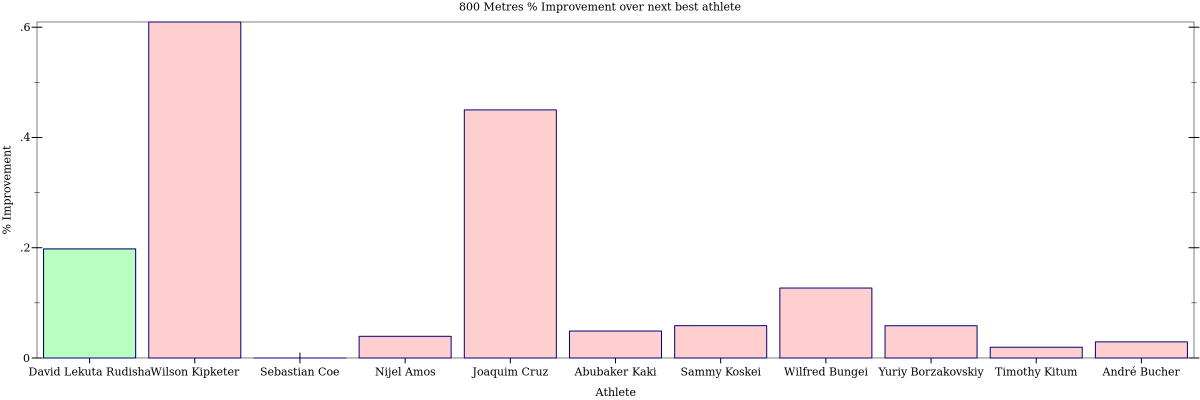 800 Metres % Improvement over next best athlete
% Improvement
.6
.4
.2
0
David Lekuta Rudisha Wilson Kipketer Sebastian Coe Nijel Amos Joaquim Cruz Abubaker Kaki Sammy Koskei Wilfred Bungei Yuriy Borzakovskiy Timothy Kitum André Bucher
Athlete